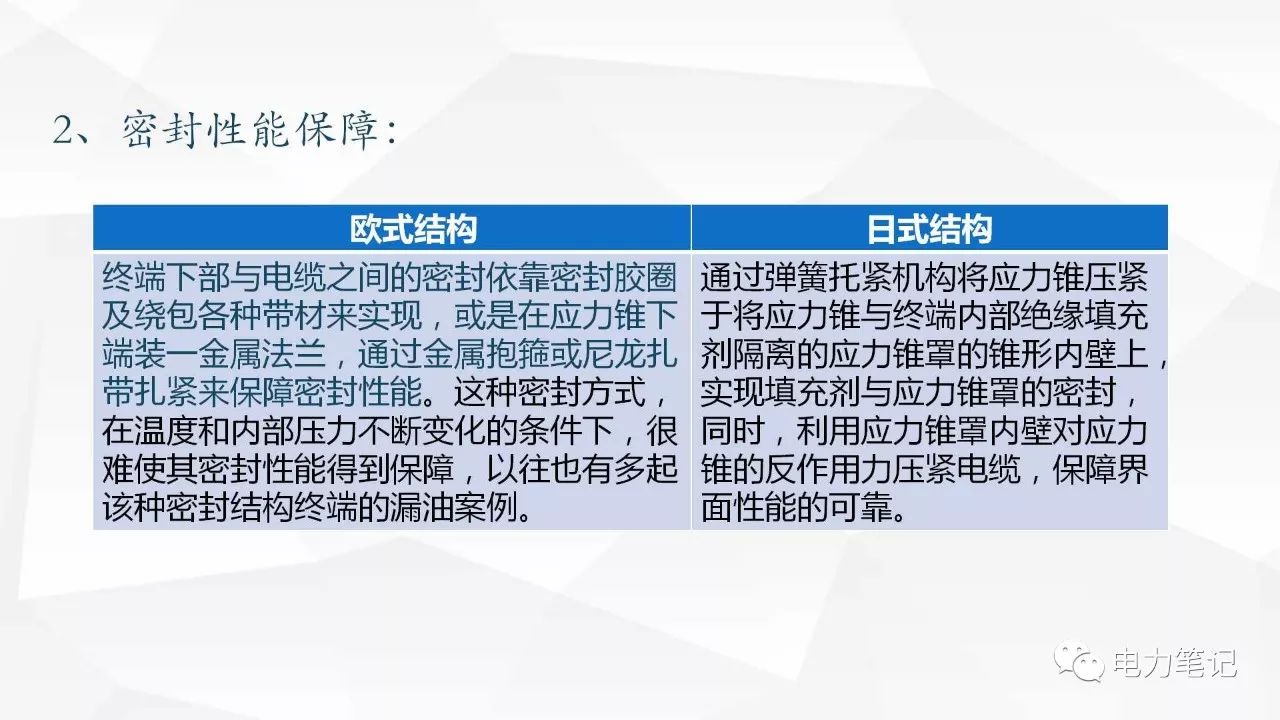 2、密封性能保障：
欧式结构
日式结构
终端下部与电缆之间的密封依靠密封胶圈
及绕包各种带材来实现，或是在应力锥下
端装一金属法兰，通过金属抱箍或尼龙扎
带扎紧来保障密封性能。这种密封方式，
在温度和内部压力不断变化的条件下，很
难使其密封性能得到保障，以往也有多起
该种密封结构终端的漏油案例。
通过弹簧托紧机构将应力锥压紧
于将应力锥与终端内部绝缘填充
剂隔离的应力锥罩的锥形内壁上，
实现填充剂与应力锥罩的密封，
同时，利用应力锥罩内壁对应力
锥的反作用力压紧电缆，保障界
面性能的可靠。
电力笔记